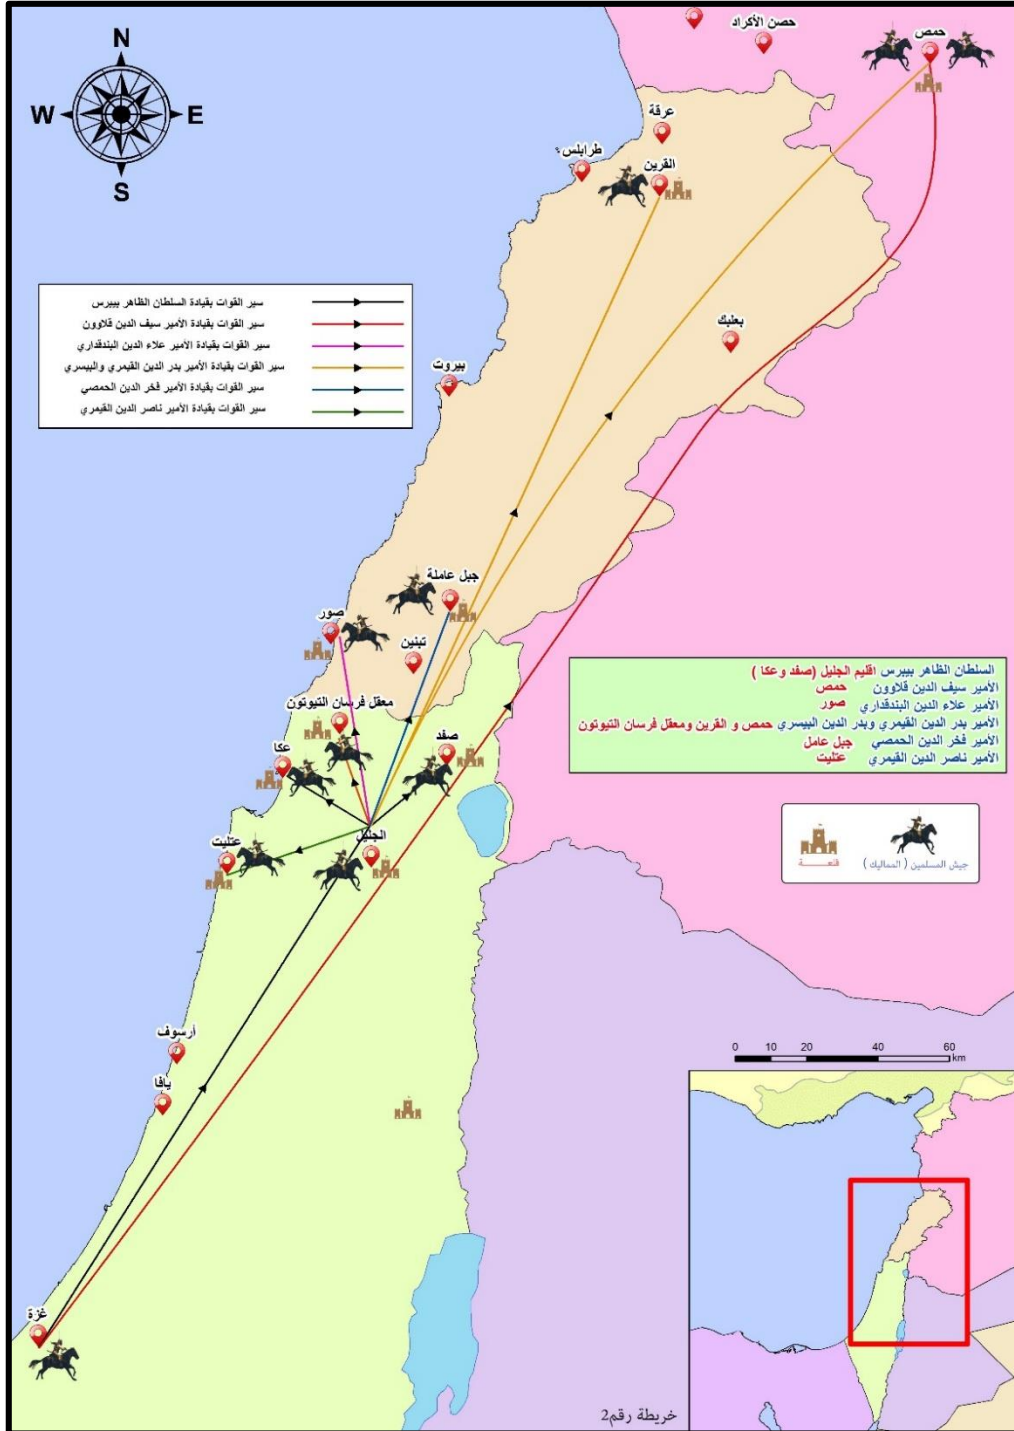 حصن الأكراد
حمص
N
W
E
S
عرقة
طرابلس
القرين
سير القوات بقيادة السلطان الظاهر بيبرس
سير القوات بقيادة الأمير سيف الدين قلاوون
سير القوات بقيادة الأمير علاء الدين البندقداري
سير القوات بقيادة الأمير بدر الدين القيمري والبيسري
سير القوات بقيادة الأمير فخر الدين الحمصي
سير القوات بقيادة الأمير ناصر الدين القيمري
بعلبك
بيروت
جبل عاملة
صور
تبنين
السلطان الظاهر بيبرس اقليم الجليل (صفد وعكا )
الأمير سيف الدين قلاوون حمص
الأمير علاء الدين البندقداري صور
الأمير بدر الدين القيمري وبدر الدين البيسري حمص و القرين ومعقل فرسان التيوتون
الأمير فخر الدين الحمصي جبل عامل
الأمير ناصر الدين القيمري عتليت
معقل فرسان التيوتون
صفد
عكا
الجليل
عتليت
جيش المسلمين ( المماليك )
قلعة
أرسوف
يافا
0 10 20 40 60
km
غزة
خريطة رقم2